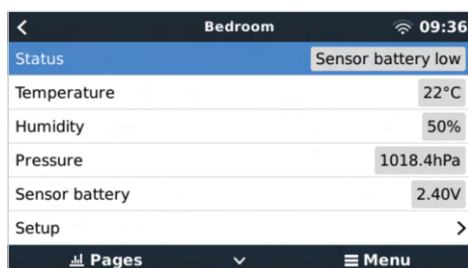 Bedroom 09:36
Status Sensor battery low
Temperature 22°C
Humidity 50%
Pressure 1018.4hPa
Sensor battery 2.40V
Setup
Pages Menu